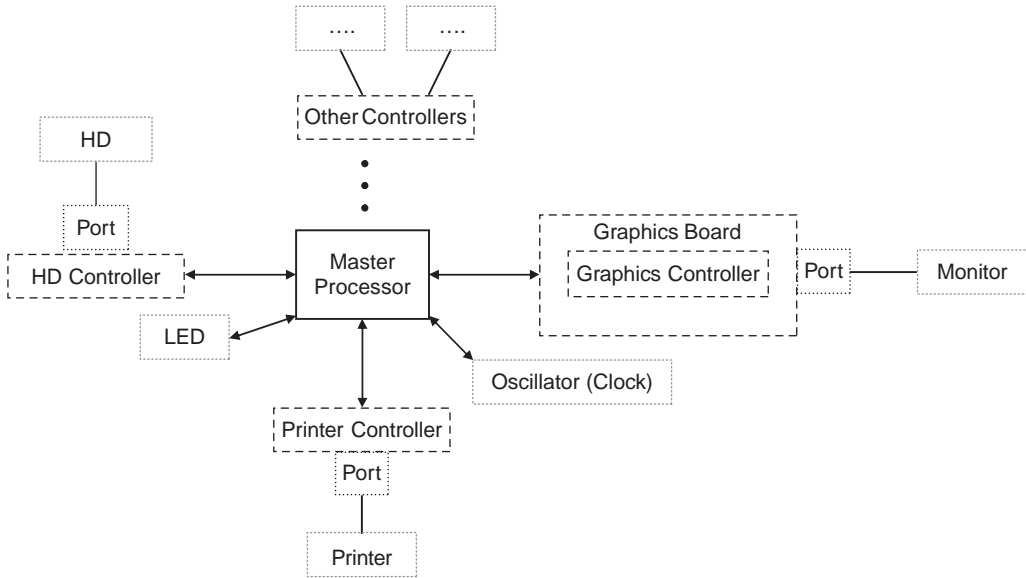 ....
....
Other Controllers
HD
Port
HD Controller
Master
Processor
Graphics Board
Graphics Controller
Port
Monitor
LED
Oscillator (Clock)
Printer Controller
Port
Printer